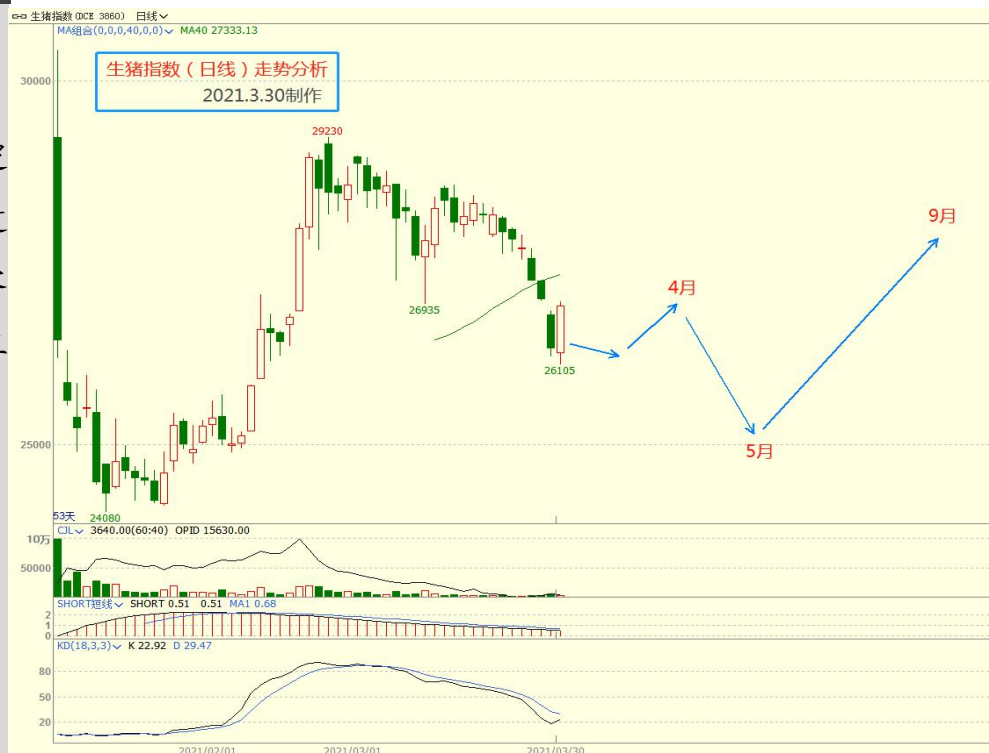 生猪指数(DCE 3860) 日线
MA组合(0,0,0,40,0,0) MA40 27333.13
生猪指数（日线）走势分析
2021.3.30制作
30000
29230
9月
4月
26935
26105
25000
5月
53天
24080
CJL 3640.00(60:40) OPID 15630.00
10万
50000
SHORT短线 SHORT 0.51 0.51 MA1 0.68
2
1
0
KD(18,3,3) K 22.92 D 29.47
80
50
20
2021/02/01 2021/03/01 2021/03/30